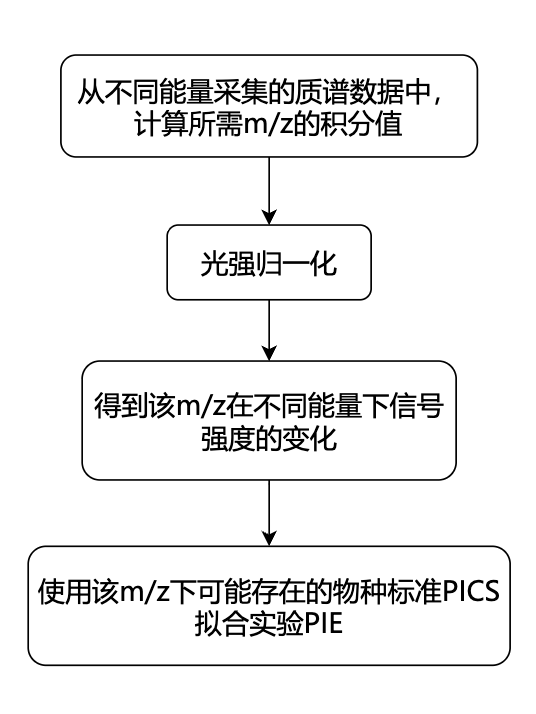 从不同能量采集的质谱数据中，
计算所需m/z的积分值
光强归一化
得到该m/z在不同能量下信号
强度的变化
使用该m/z下可能存在的物种标准PICS
拟合实验PIE